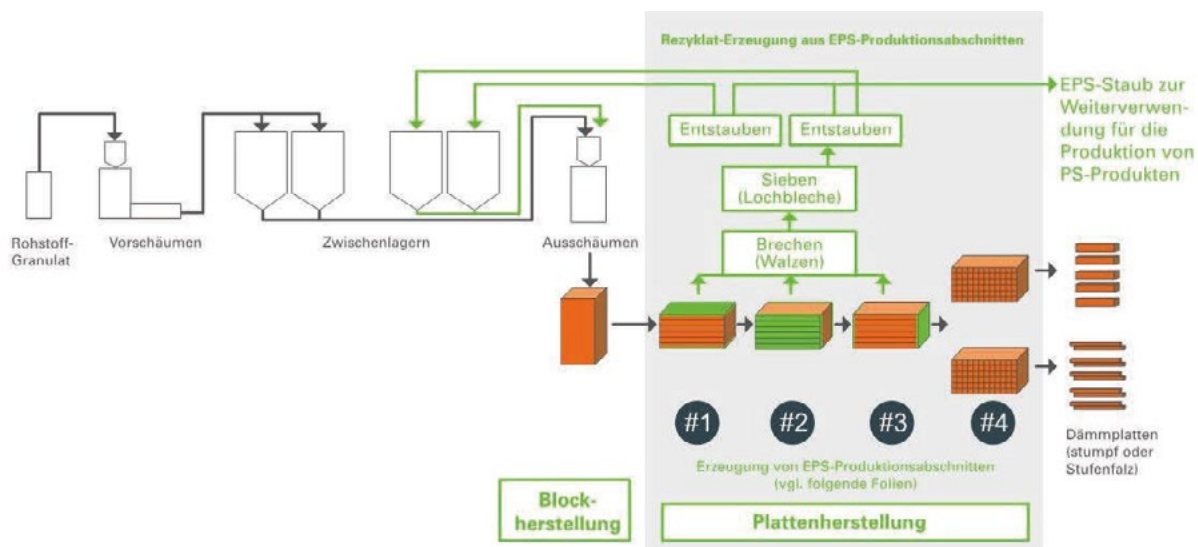 Rezyklat-Erzeugung aus EPS-Produktionsabschnitten
EPS-Staub zur
Weiterverwen-
dung für die
Produktion von
PS-Produkten
Entstauben
Entstauben
Sieben
(Lochbleche)
Brechen
(Walzen)
Rohstoff-
Granulat
Vorschäumen
Zwischenlagern
Ausschäumen
#1
#2
#3
#4
Dämmplatten
(stumpf oder
Stufenfalz)
Erzeugung von EPS-Produktionsabschnitten
(vgl. folgende Folien)
Block-
herstellung
Plattenherstellung